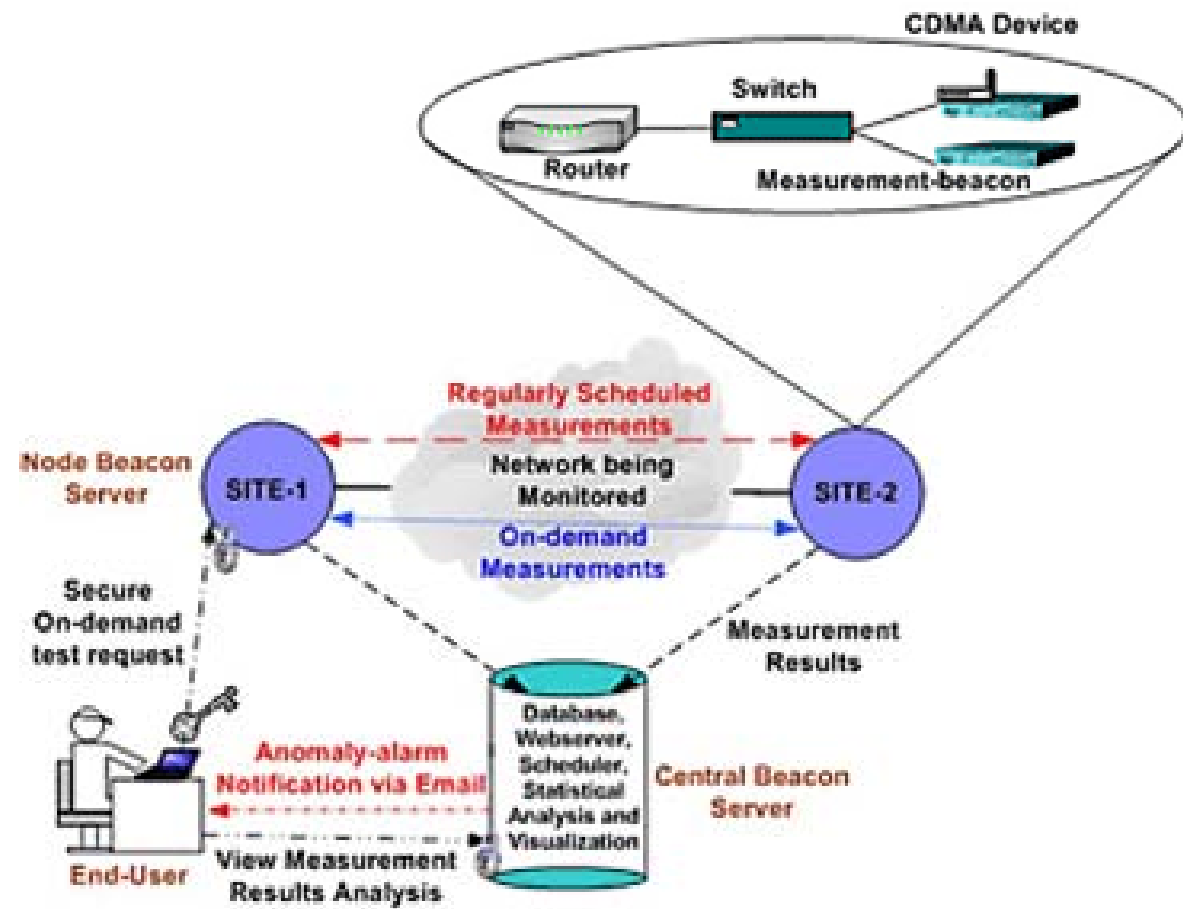 CDMA Device
Switch
Router
Measurement-beacon
Regularly Scheduled
Measurements
Node Beacon
Server
SITE-1
Network being
Monitored
SITE-2
On-demand
Measurements
Secure
On-demand
test request
Measurement
Results
Database,
Webserver,
Scheduler,
Statistical
Analysis and
Visualization
Anomaly-alarm
Notification via Email
Central Beacon
Server
End-User
View Measurement
Results Analysis